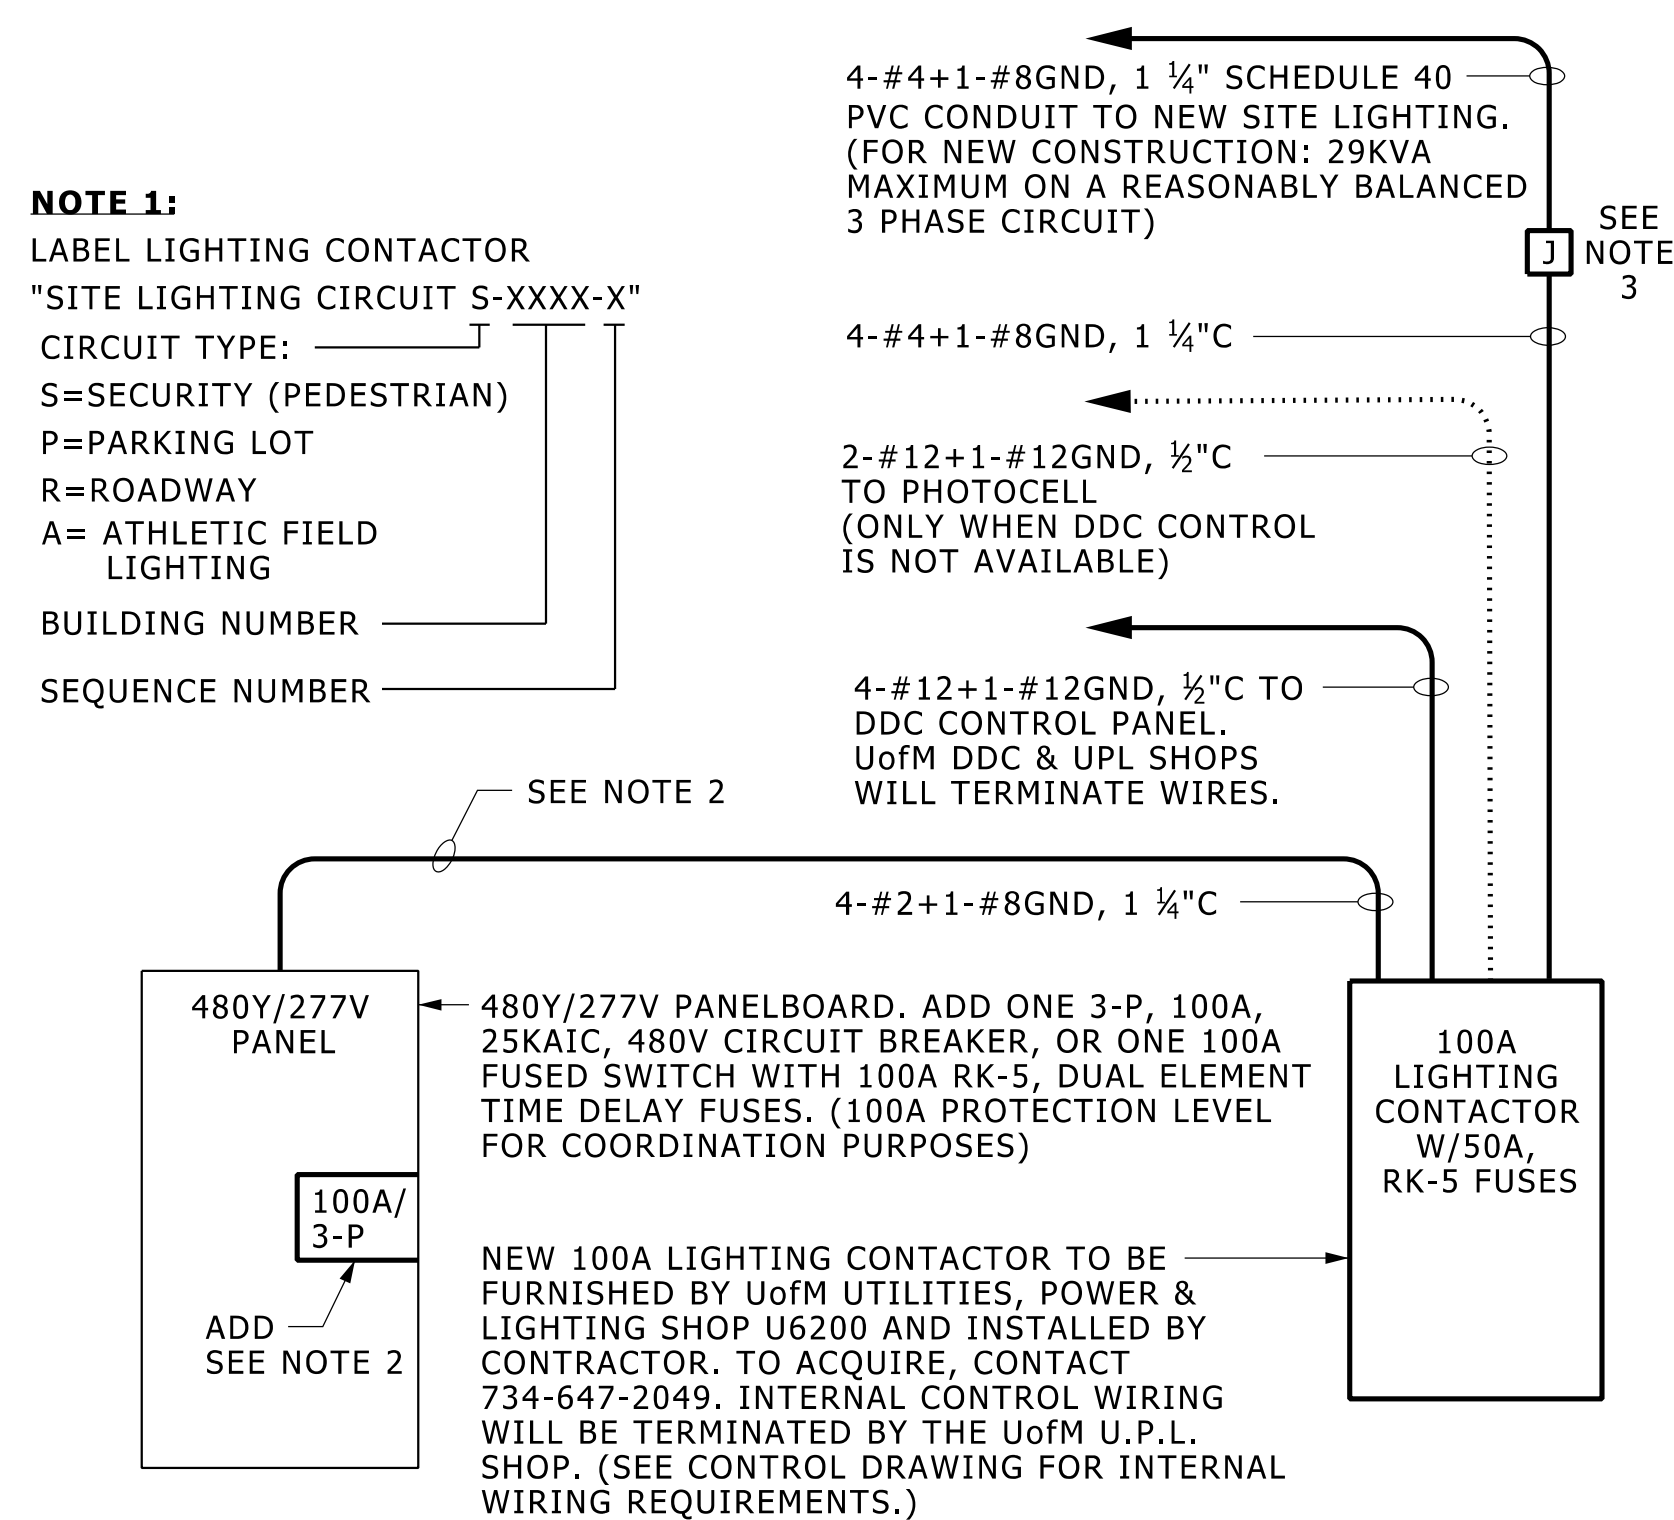 NOTE 1:
LABEL LIGHTING CONTACTOR
"SITE LIGHTING CIRCUIT S-XXXX-X"
CIRCUIT TYPE:
S=SECURITY (PEDESTRIAN)
P=PARKING LOT
R=ROADWAY
A= ATHLETIC FIELD
LIGHTING
BUILDING NUMBER
SEQUENCE NUMBER
4-#4+1-#8GND, 1 ¼" SCHEDULE 40
PVC CONDUIT TO NEW SITE LIGHTING.
(FOR NEW CONSTRUCTION: 29KVA
MAXIMUM ON A REASONABLY BALANCED
3 PHASE CIRCUIT)
J
SEE
NOTE
3
4-#4+1-#8GND, 1 ¼"C
2-#12+1-#12GND, ½"C
TO PHOTOCELL
(ONLY WHEN DDC CONTROL
IS NOT AVAILABLE)
4-#12+1-#12GND, ½"C TO
DDC CONTROL PANEL.
UofM DDC & UPL SHOPS
WILL TERMINATE WIRES.
SEE NOTE 2
4-#2+1-#8GND, 1 ¼"C
480Y/277V
PANEL
100A/
3-P
ADD
SEE NOTE 2
480Y/277V PANELBOARD. ADD ONE 3-P, 100A,
25KAIC, 480V CIRCUIT BREAKER, OR ONE 100A
FUSED SWITCH WITH 100A RK-5, DUAL ELEMENT
TIME DELAY FUSES. (100A PROTECTION LEVEL
FOR COORDINATION PURPOSES)
NEW 100A LIGHTING CONTACTOR TO BE
FURNISHED BY UofM UTILITIES, POWER &
LIGHTING SHOP U6200 AND INSTALLED BY
CONTRACTOR. TO ACQUIRE, CONTACT
734-647-2049. INTERNAL CONTROL WIRING
WILL BE TERMINATED BY THE UofM U.P.L.
SHOP. (SEE CONTROL DRAWING FOR INTERNAL
WIRING REQUIREMENTS.)
100A
LIGHTING
CONTACTOR
W/50A,
RK-5 FUSES